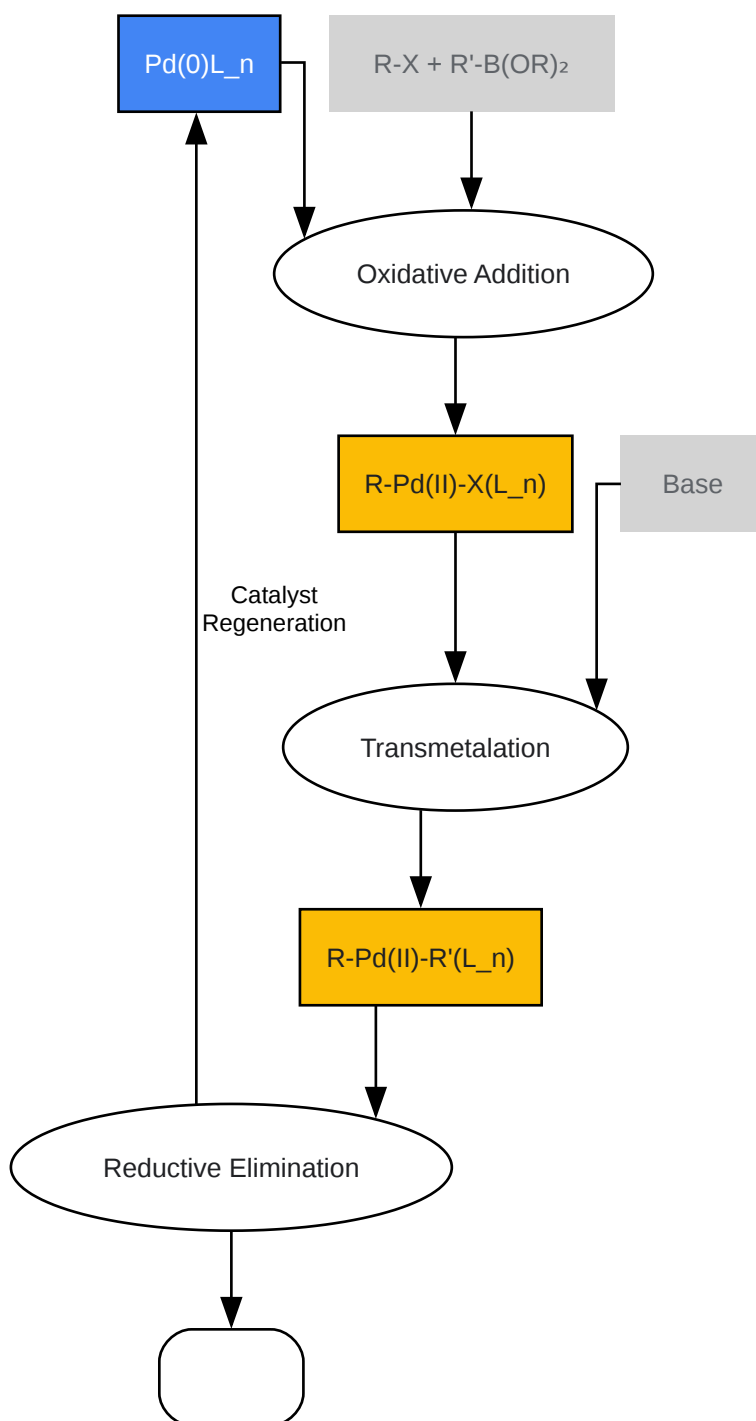 Pd(0)L_n
R-X + R'-B(OR)₂
Oxidative Addition
R-Pd(II)-X(L_n)
Base
Catalyst
Regeneration
Transmetalation
R-Pd(II)-R'(L_n)
Reductive Elimination